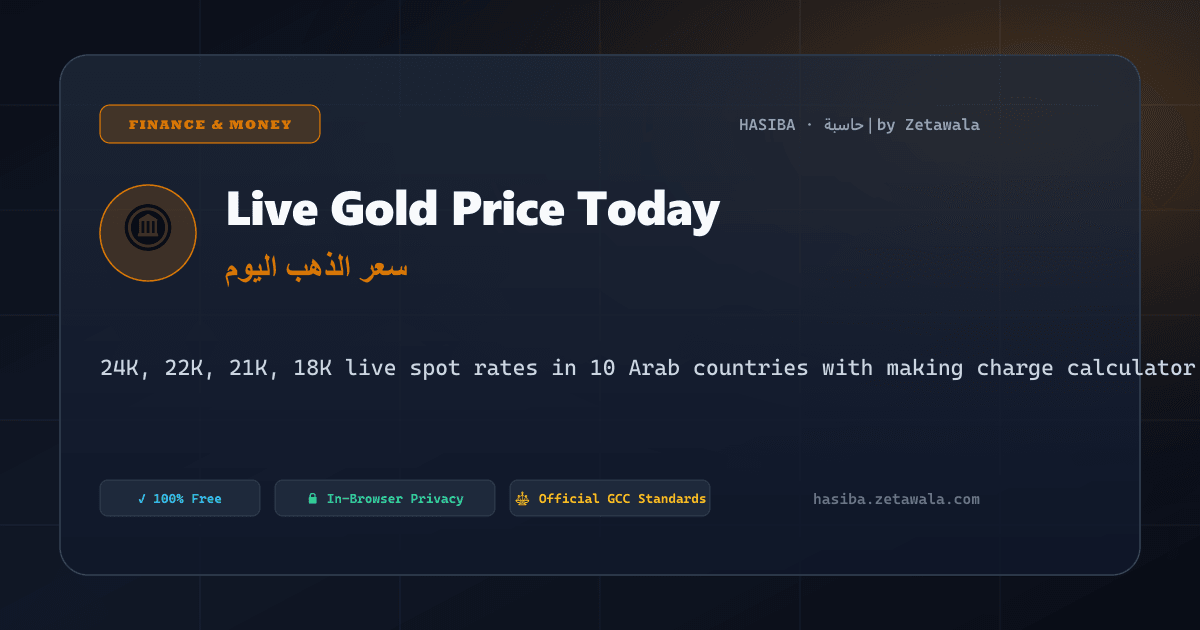 FINANCE & MONEY
HASIBA · حاسبة | by Zetawala
Live Gold Price Today
سعر الذهب اليوم
24K, 22K, 21K, 18K live spot rates in 10 Arab countries with making charge calculator
✓ 100% Free
🔒 In-Browser Privacy
⚖ Official GCC Standards
hasiba.zetawala.com